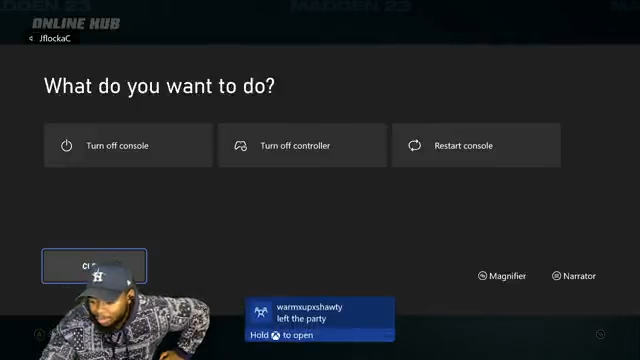 MADDEN 23
ONLINE HUB
JflockaC
What do you want to do?
Turn off console
Turn off controller
Restart console
Magnifier
Narrator
warmxupxshawty
left the party
Hold to open